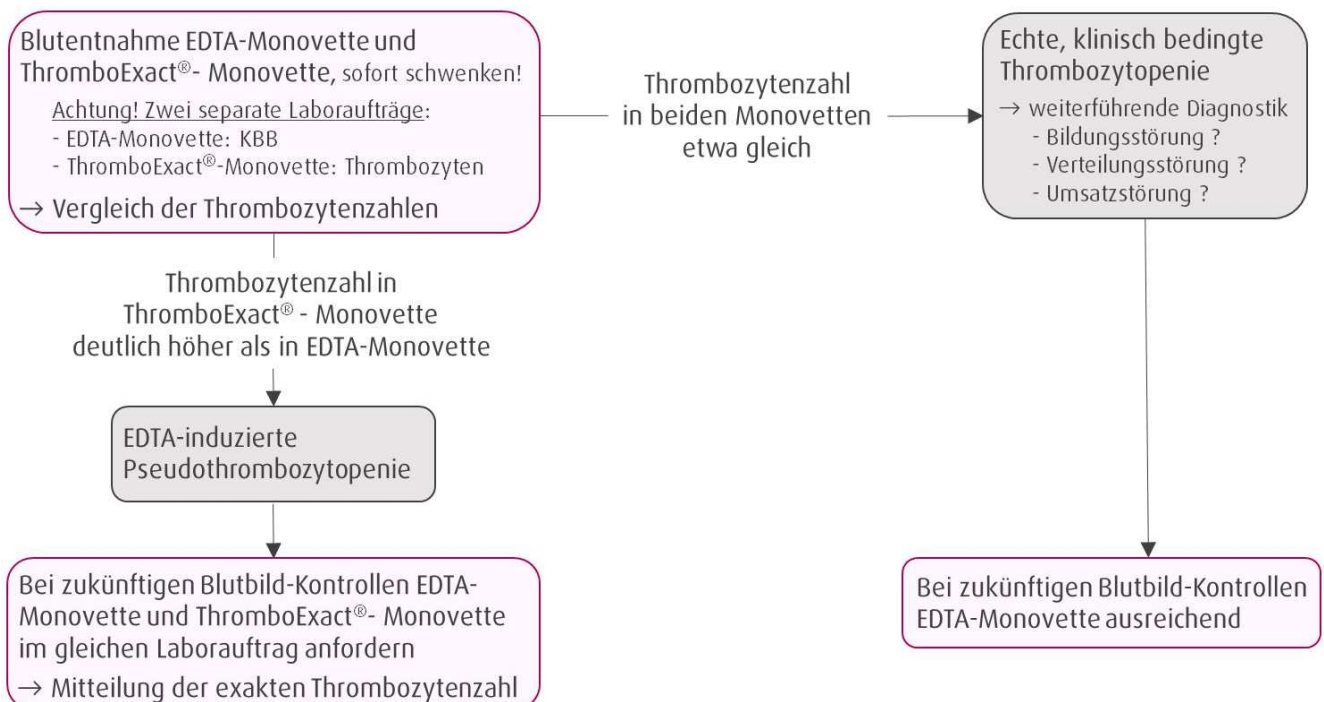 Blutentnahme EDTA-Monovette und
ThromboExact®- Monovette, sofort schwenken!
Achtung! Zwei separate Laboraufträge:
- EDTA-Monovette: KBB
- ThromboExact®-Monovette: Thrombozyten
→ Vergleich der Thrombozytenzahlen
Thrombozytenzahl
in beiden Monovetten
etwa gleich
Echte, klinisch bedingte
Thrombozytopenie
→ weiterführende Diagnostik
- Bildungsstörung ?
- Verteilungsstörung ?
- Umsatzstörung ?
Thrombozytenzahl in
ThromboExact® - Monovette
deutlich höher als in EDTA-Monovette
EDTA-induzierte
Pseudothrombozytopenie
Bei zukünftigen Blutbild-Kontrollen EDTA-
Monovette und ThromboExact®- Monovette
im gleichen Laborauftrag anfordern
→ Mitteilung der exakten Thrombozytenzahl
Bei zukünftigen Blutbild-Kontrollen
EDTA-Monovette ausreichend